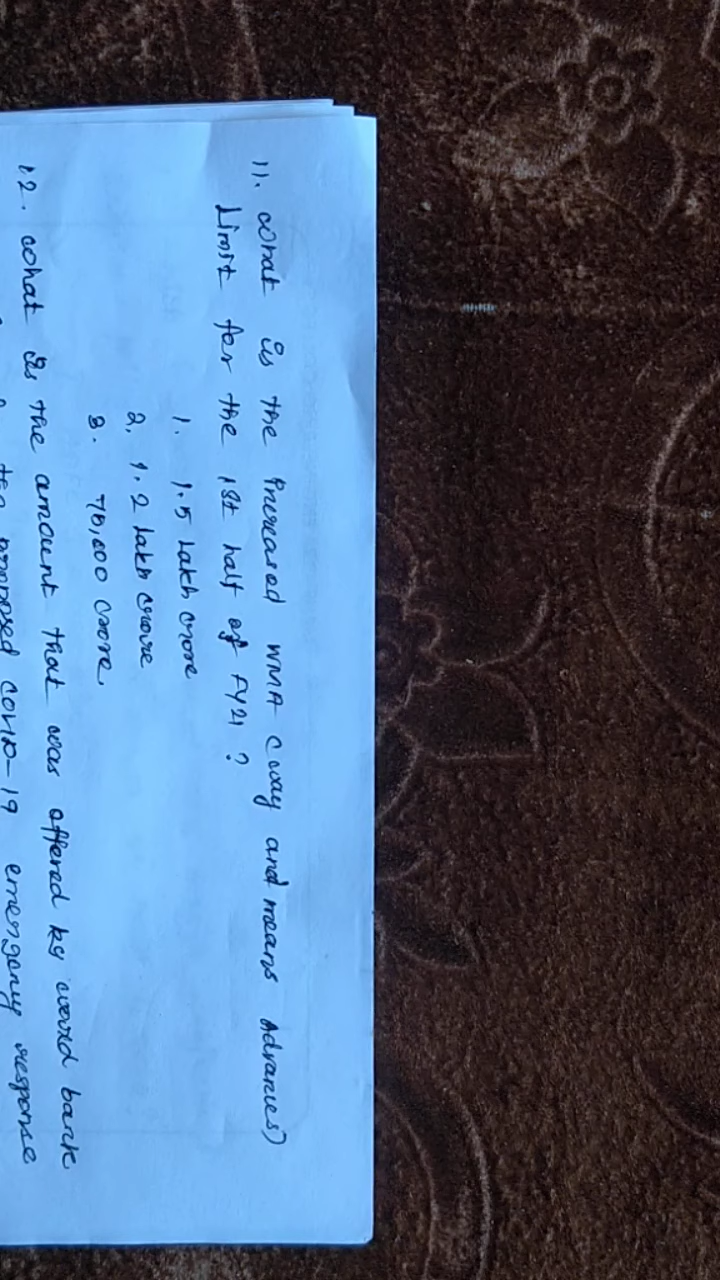 11. What is the increased WMA (way and means Advances)
Limit for the 1st half of FY21 ?
1. 1.5 Lakh crore
2. 1.2 Lakh crore
3. 70,000 crore.
12. What is the amount that was offered by world bank
proposed COVID-19 emergency response